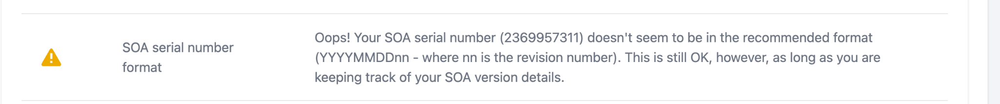 SOA serial number
format
Oops! Your SOA serial number (2369957311) doesn't seem to be in the recommended format
(YYYYMMDDnn - where nn is the revision number). This is still OK, however, as long as you are
keeping track of your SOA version details.